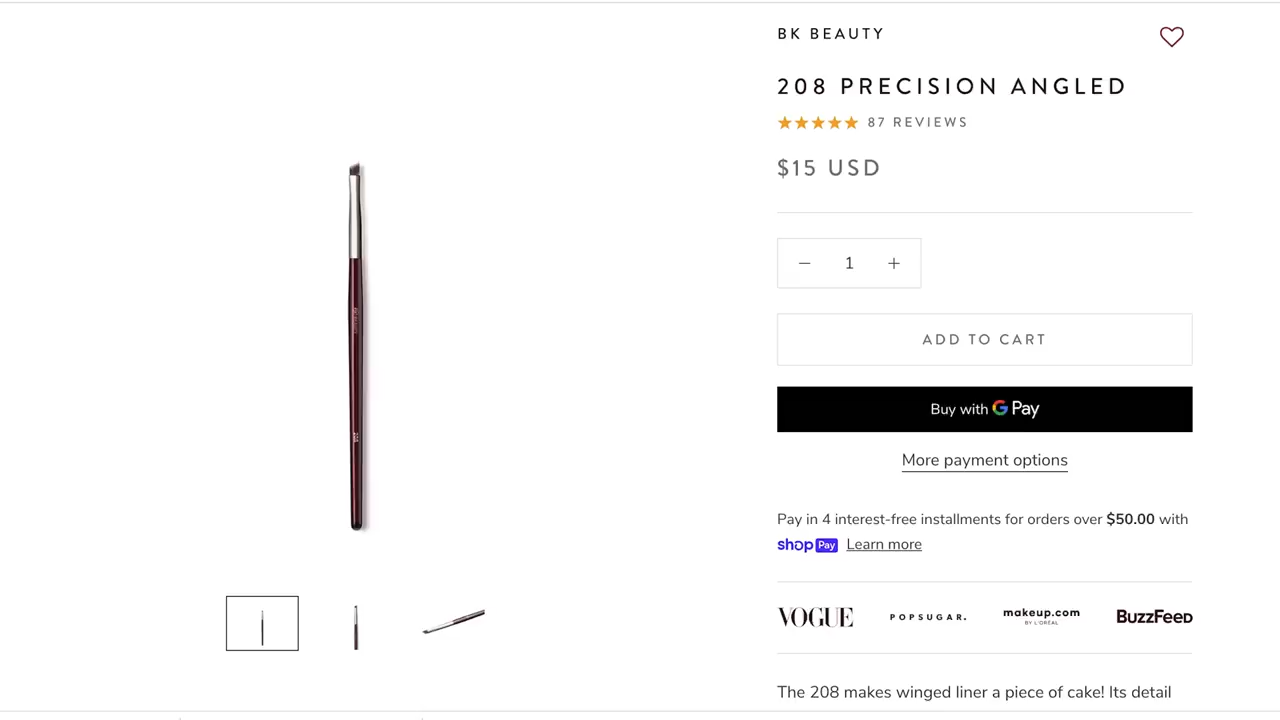 BK BEAUTY
208 PRECISION ANGLED
87 REVIEWS
$15 USD
1
ADD TO CART
Buy with G Pay
More payment options
Pay in 4 interest-free installments for orders over $50.00 with
shop Pay Learn more
VOGUE POPSUGAR. makeup.com BuzzFeed
BY L'ORÉAL
The 208 makes winged liner a piece of cake! Its detail
208